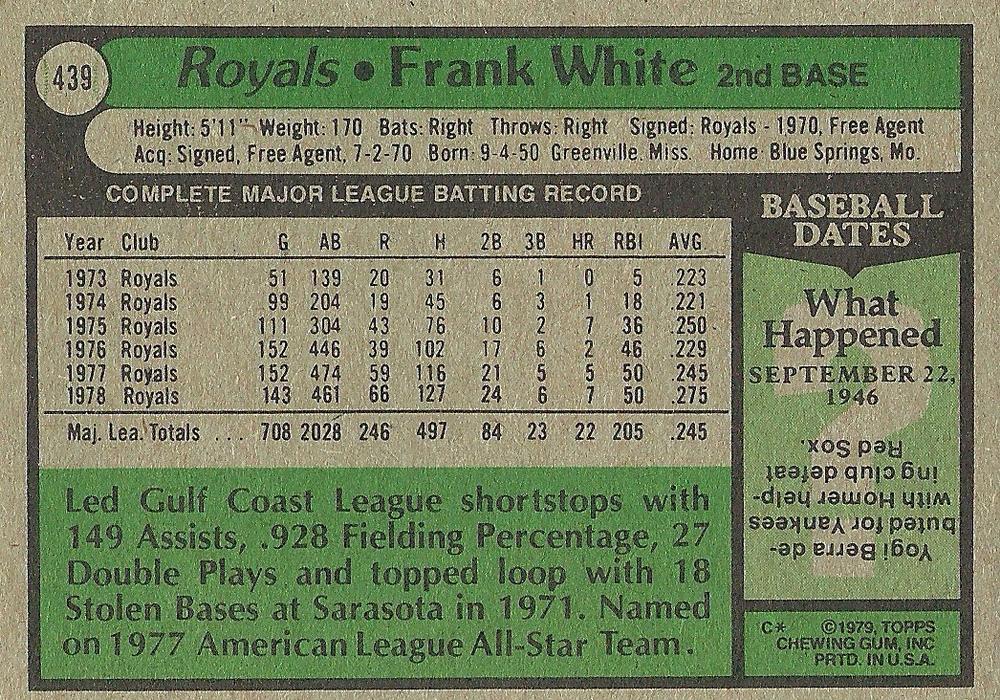 439
Royals • Frank White 2nd BASE
Height: 5'11" Weight: 170 Bats: Right Throws: Right Signed: Royals - 1970, Free Agent
Acq: Signed, Free Agent, 7-2-70 Born: 9-4-50 Greenville, Miss. Home: Blue Springs, Mo.
COMPLETE MAJOR LEAGUE BATTING RECORD
Year Club G AB R H 2B 3B HR RBI AVG
1973 Royals 51 139 20 31 6 1 0 5 .223
1974 Royals 99 204 19 45 6 3 1 18 .221
1975 Royals 111 304 43 76 10 2 7 36 .250
1976 Royals 152 446 39 102 17 6 2 46 .229
1977 Royals 152 474 59 116 21 5 5 50 .245
1978 Royals 143 461 66 127 24 6 7 50 .275
Maj. Lea. Totals ... 708 2028 246 497 84 23 22 205 .245
Led Gulf Coast League shortstops with
149 Assists, .928 Fielding Percentage, 27
Double Plays and topped loop with 18
Stolen Bases at Sarasota in 1971. Named
on 1977 American League All-Star Team.
BASEBALL
DATES
What
Happened
SEPTEMBER 22,
1946
Yogi Berra de-
buted for Yankees
with Homer help-
ing club defeat
Red Sox.
C* ©1979, TOPPS
CHEWING GUM, INC
PRTD. IN U.S.A.